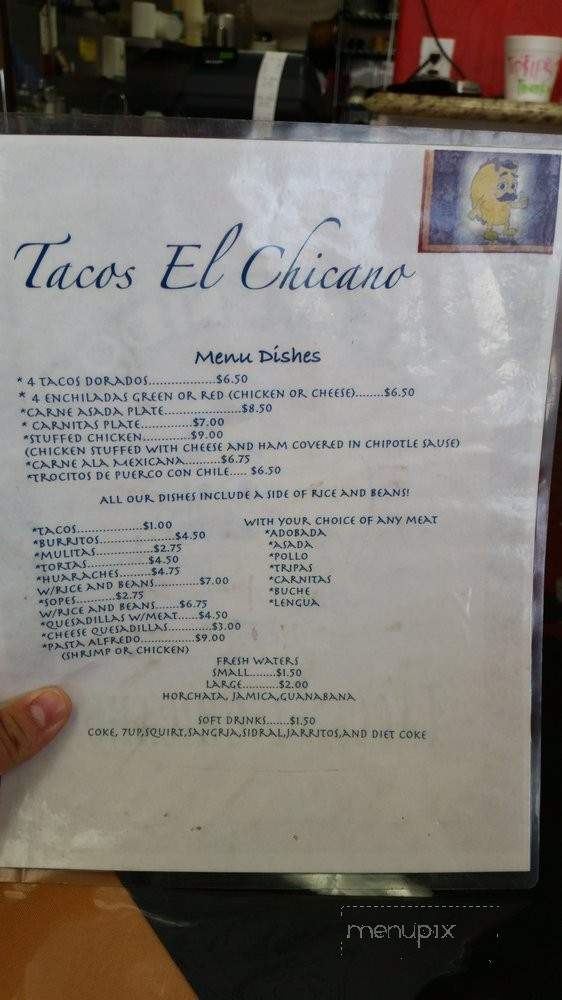 Tacos El Chicano
Menu Dishes
* 4 TACOS DORADOS..................$6.50
* 4 ENCHILADAS GREEN OR RED (CHICKEN OR CHEESE)........$6.50
*CARNE ASADA PLATE....................$8.50
* CARNITAS PLATE..............$7.00
*STUFFED CHICKEN.............$9.00
(CHICKEN STUFFED WITH CHEESE AND HAM COVERED IN CHIPOTLE SAUSE)
*CARNE ALA MEXICANA..........$6.75
*TROCITOS DE PUERCO CON CHILE..... $6.50
ALL OUR DISHES INCLUDE A SIDE OF RICE AND BEANS!
*TACOS..................$1.00
*BURRITOS.....................$4.50
*MULITAS................$2.75
*TORTAS.................$4.50
*HUARACHES.........$4.75
W/RICE AND BEANS............$7.00
*SOPES...........$2.75
W/RICE AND BEANS.......$6.75
*QUESADILLAS W/MEAT......$4.50
*CHEESE QUESADILLAS.............$3.00
*PASTA ALFREDO................$9.00
(SHRIMP OR CHICKEN)
WITH YOUR CHOICE OF ANY MEAT
*ADOBADA
*ASADA
*POLLO
*TRIPAS
*CARNITAS
*BUCHE
*LENGUA
FRESH WATERS
SMALL........$1.50
LARGE...........$2.00
HORCHATA, JAMICA,GUANABANA
SOFT DRINKS.......$1.50
COKE, 7UP,SQUIRT,SANGRIA,SIDRAL,JARRITOS,AND DIET COKE
menupix